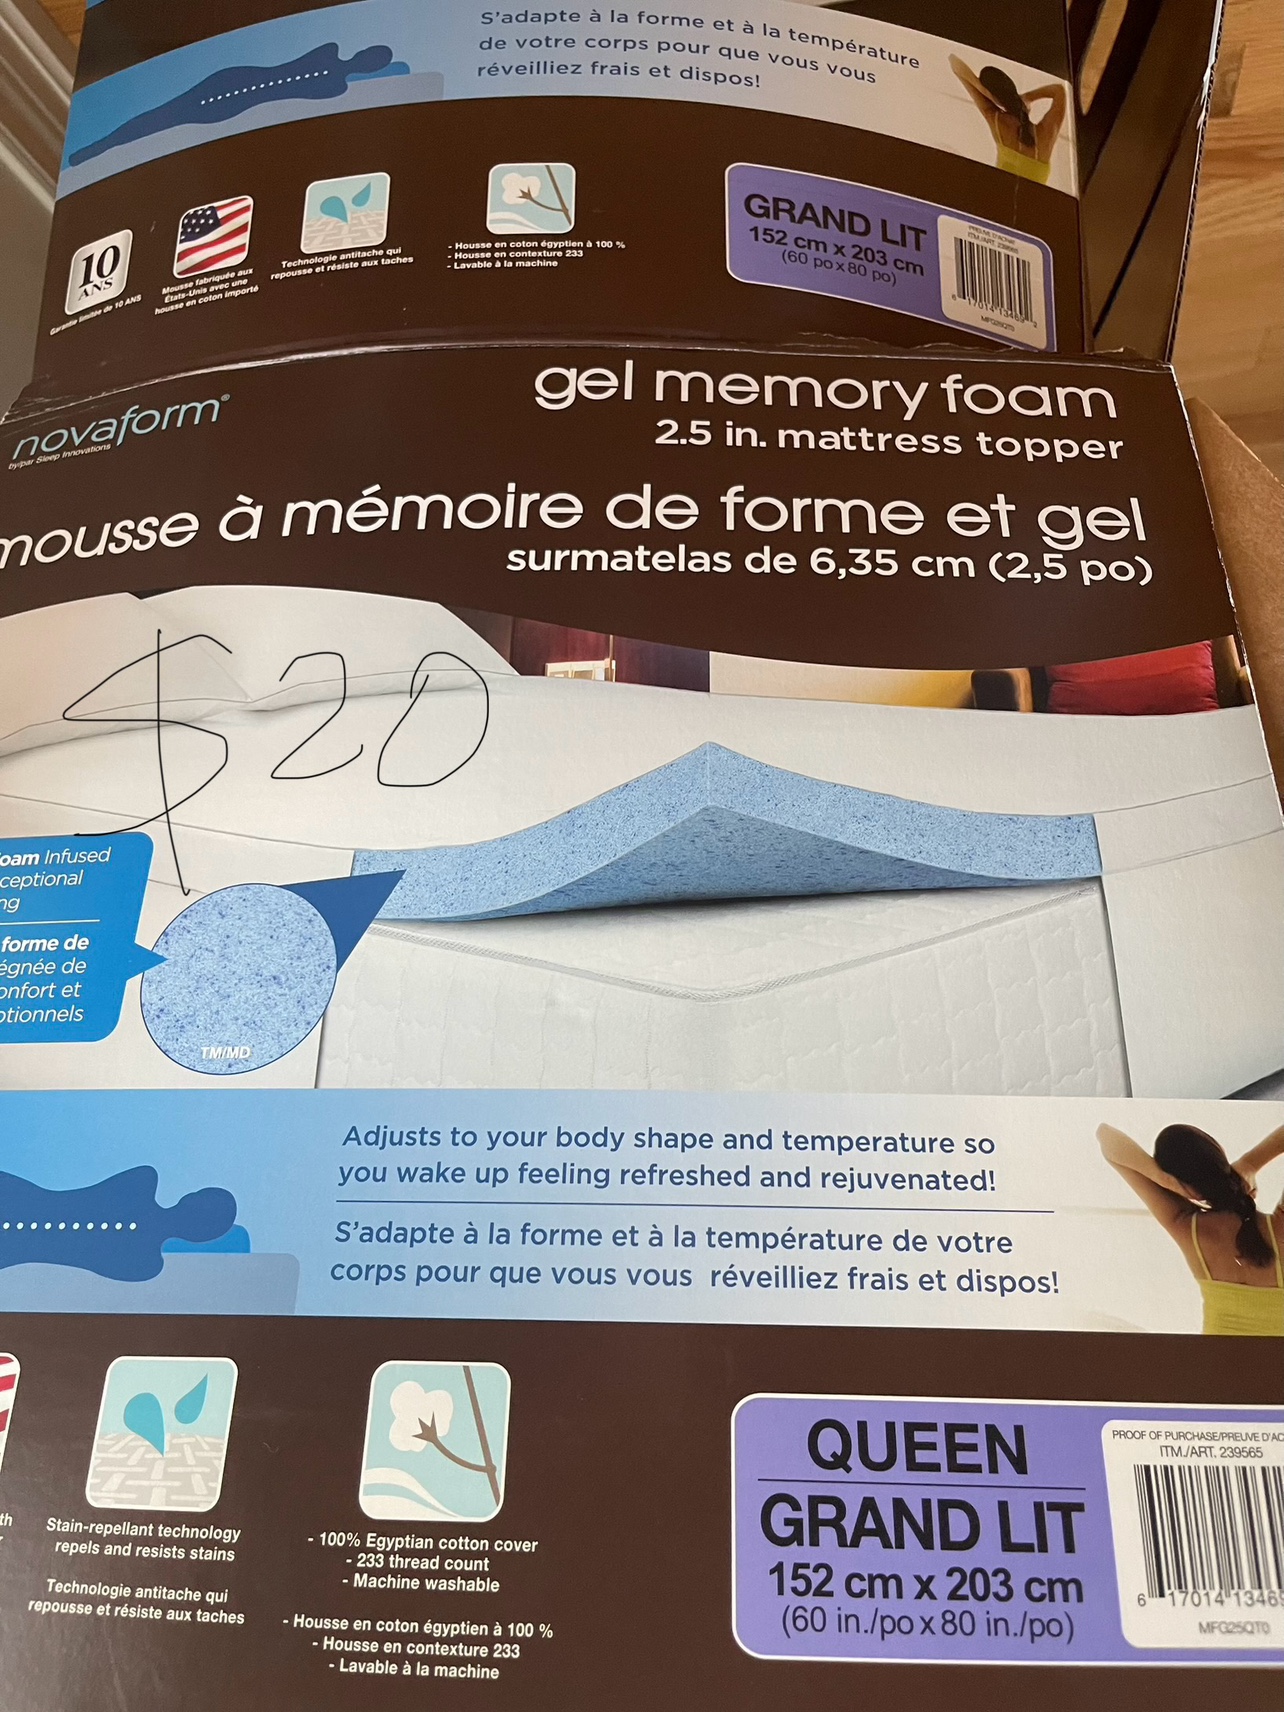 S'adapte à la forme et à la température
de votre corps pour que vous vous
réveilliez frais et dispos!
10
ANS
Garantie limitée de 10 ANS
Mousse fabriquée aux
États-Unis avec une
housse en coton importé
Technologie antitache qui
repousse et résiste aux taches
- Housse en coton égyptien à 100 %
- Housse en contexture 233
- Lavable à la machine
GRAND LIT
152 cm x 203 cm
(60 po x 80 po)
PREUVE D'ACHAT
ITM./ART. 239565
MFG25QT0
novaform®
by/par Sleep Innovations
gel memory foam
2.5 in. mattress topper
mousse à mémoire de forme et gel
surmatelas de 6,35 cm (2,5 po)
$20
oam Infused
ceptional
ng
forme de
égnée de
onfort et
ptionnels
TM/MD
Adjusts to your body shape and temperature so
you wake up feeling refreshed and rejuvenated!
S'adapte à la forme et à la température de votre
corps pour que vous vous réveilliez frais et dispos!
th
Stain-repellant technology
repels and resists stains
Technologie antitache qui
repousse et résiste aux taches
- 100% Egyptian cotton cover
- 233 thread count
- Machine washable
- Housse en coton égyptien à 100 %
- Housse en contexture 233
- Lavable à la machine
QUEEN
GRAND LIT
152 cm x 203 cm
(60 in./po x 80 in./po)
PROOF OF PURCHASE/PREUVE D'AC
ITM./ART. 239565
6 17014 13469
MFG25QT0